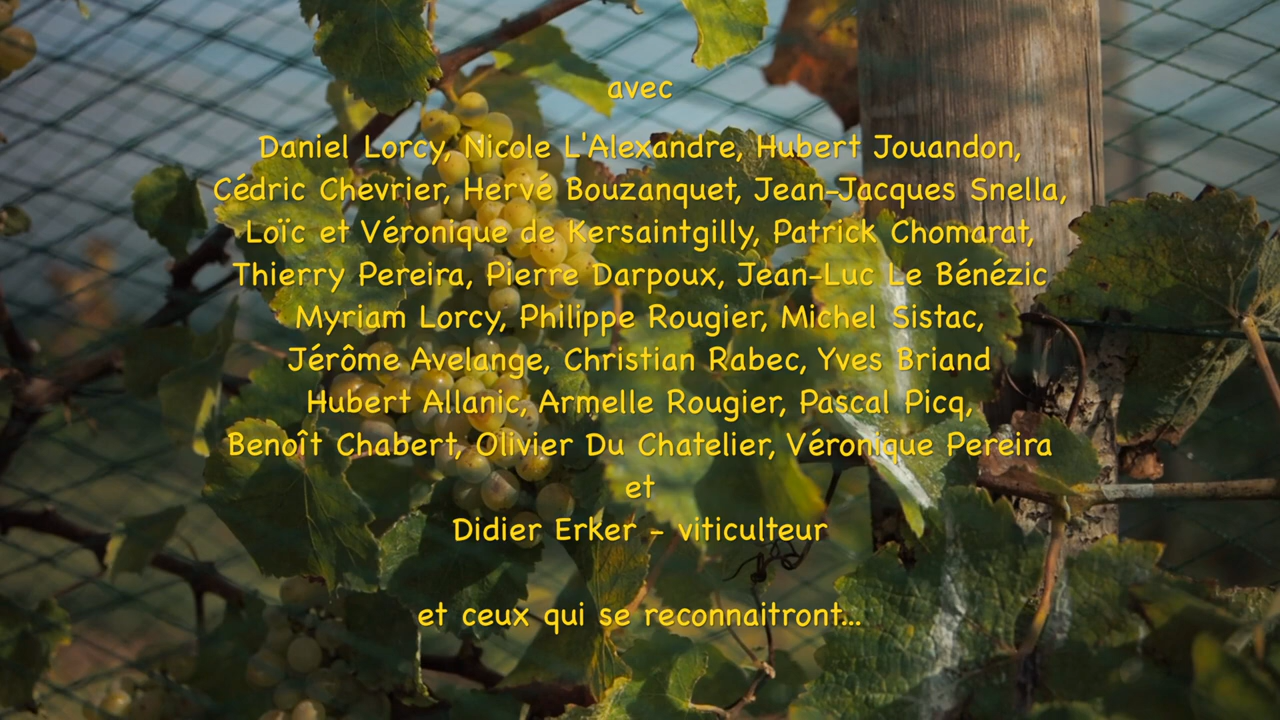 avec
Daniel Lorcy, Nicole L'Alexandre, Hubert Jouandon,
Cédric Chevrier, Hervé Bouzanquet, Jean-Jacques Snella,
Loïc et Véronique de Kersaintgilly, Patrick Chomarat,
Thierry Pereira, Pierre Darpoux, Jean-Luc Le Bénézic
Myriam Lorcy, Philippe Rougier, Michel Sistac,
Jérôme Avelange, Christian Rabec, Yves Briand
Hubert Allanic, Armelle Rougier, Pascal Picq,
Benoît Chabert, Olivier Du Chatelier, Véronique Pereira
et
Didier Erker - viticulteur
et ceux qui se reconnaitront...